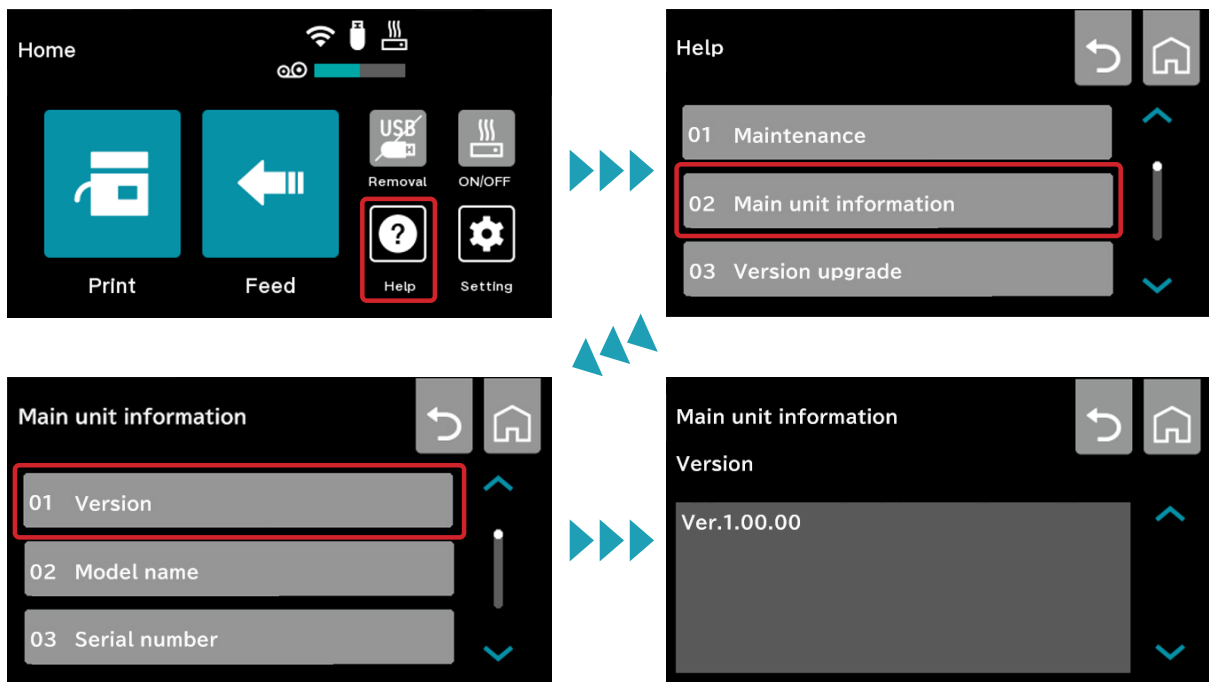 Home
USB
Removal
ON/OFF
?
Print
Feed
Help
Setting
Help
01 Maintenance
02 Main unit information
03 Version upgrade
Main unit information
01 Version
02 Model name
03 Serial number
Main unit information
Version
Ver.1.00.00